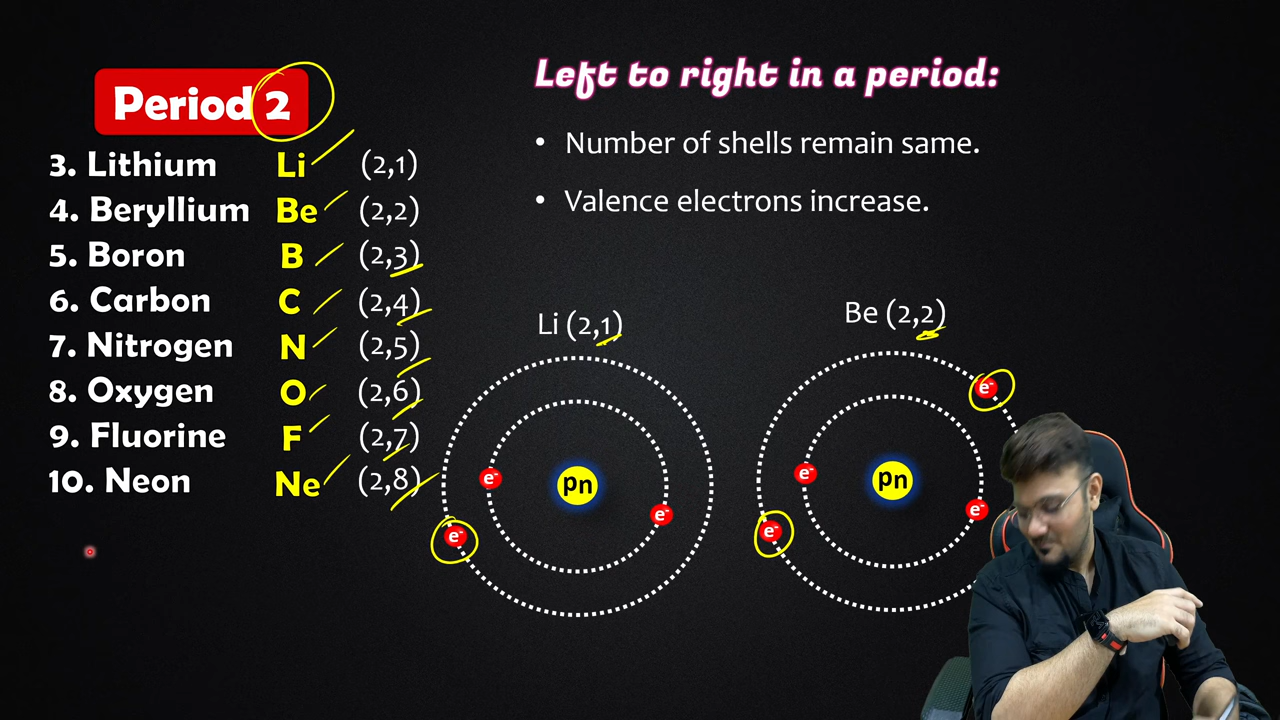 Period 2
3. Lithium Li (2,1)
4. Beryllium Be (2,2)
5. Boron B (2,3)
6. Carbon C (2,4)
7. Nitrogen N (2,5)
8. Oxygen O (2,6)
9. Fluorine F (2,7)
10. Neon Ne (2,8)
Left to right in a period:
• Number of shells remain same.
• Valence electrons increase.
Li (2,1)
e-
pn
e-
e-
Be (2,2)
e-
e-
pn
e-
e-